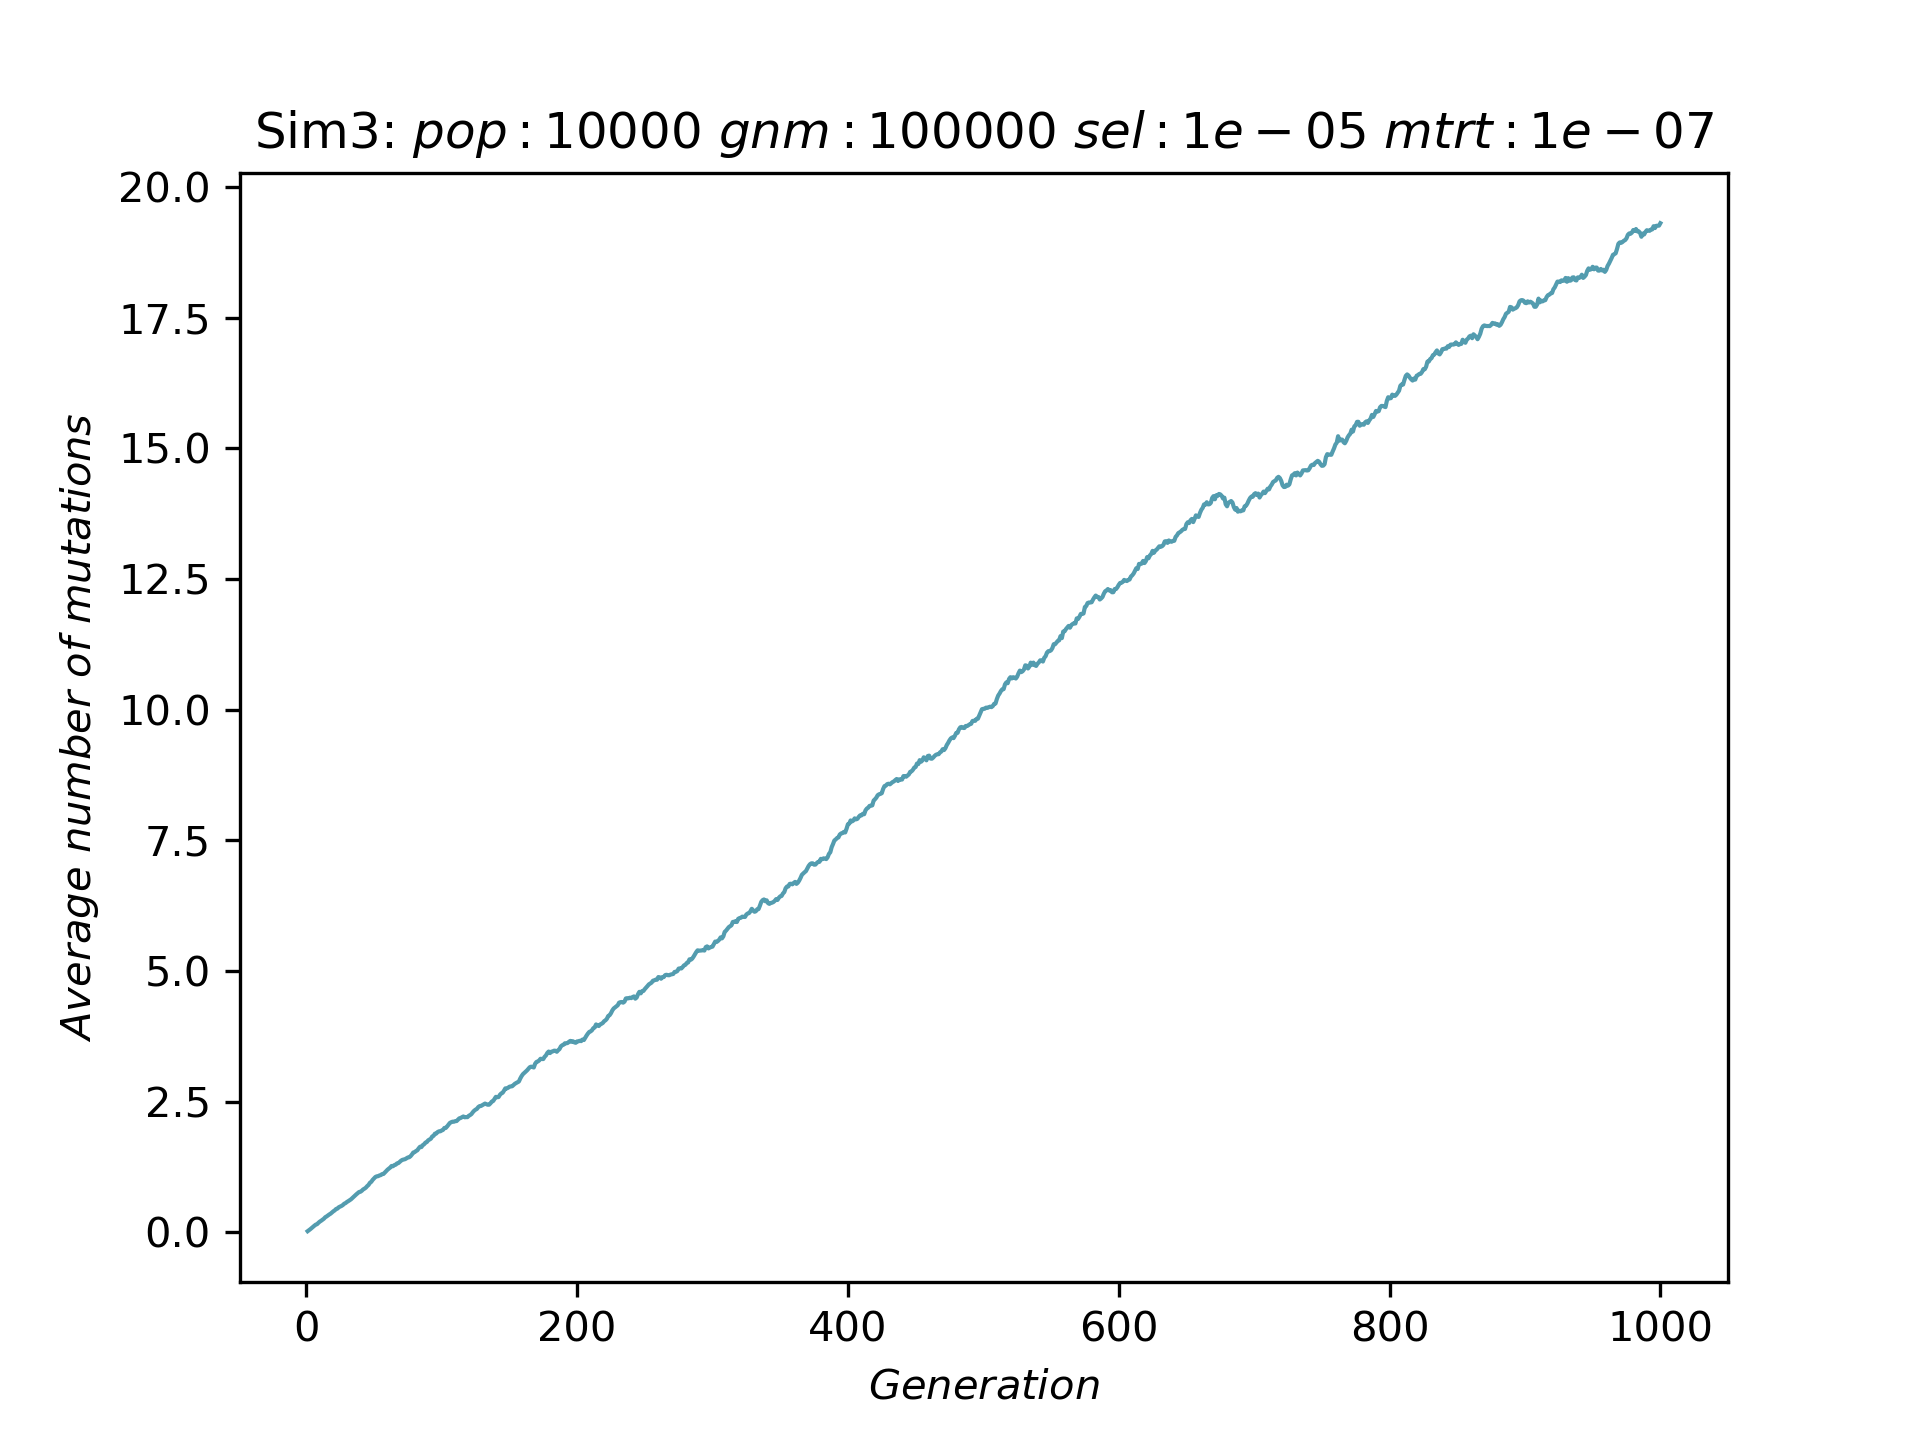 Sim3: pop : 10000 gnm : 100000 sel : 1e − 05 mtrt : 1e − 07
20.0
17.5
15.0
12.5
10.0
7.5
5.0
2.5
0.0
Average number of mutations
0 200 400 600 800 1000
Generation